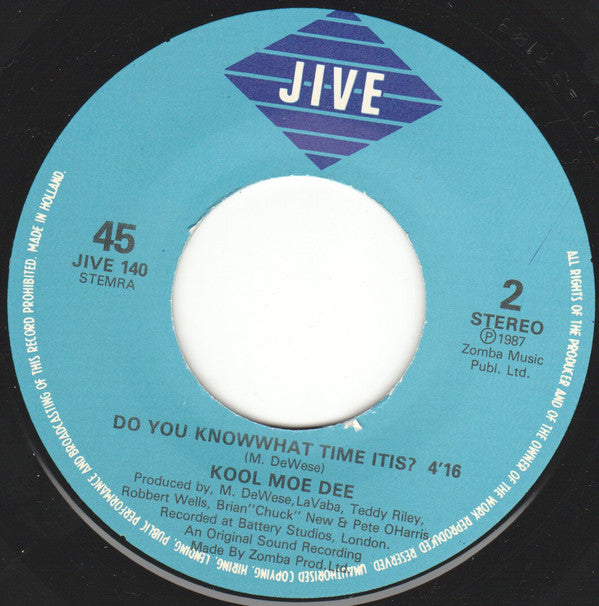 JIVE
45
JIVE 140
STEMRA
2
STEREO
Ⓟ1987
Zomba Music
Publ. Ltd.
DO YOU KNOWWHAT TIME ITIS? 4'16
(M. DeWese)
KOOL MOE DEE
Produced by, M. DeWese,LaVaba, Teddy Riley,
Robbert Wells, Brian"Chuck" New & Pete OHarris,
Recorded at Battery Studios, London.
An Original Sound Recording
Made By Zomba Prod.Ltd.
ALL RIGHTS OF THE PRODUCER AND OF THE OWNER OF THE WORK REPRODUCED RESERVED. UNAUTHORISED COPYING, HIRING, LENDING, PUBLIC PERFORMANCE AND BROADCASTING OF THIS RECORD PROHIBITED. MADE IN HOLLAND.